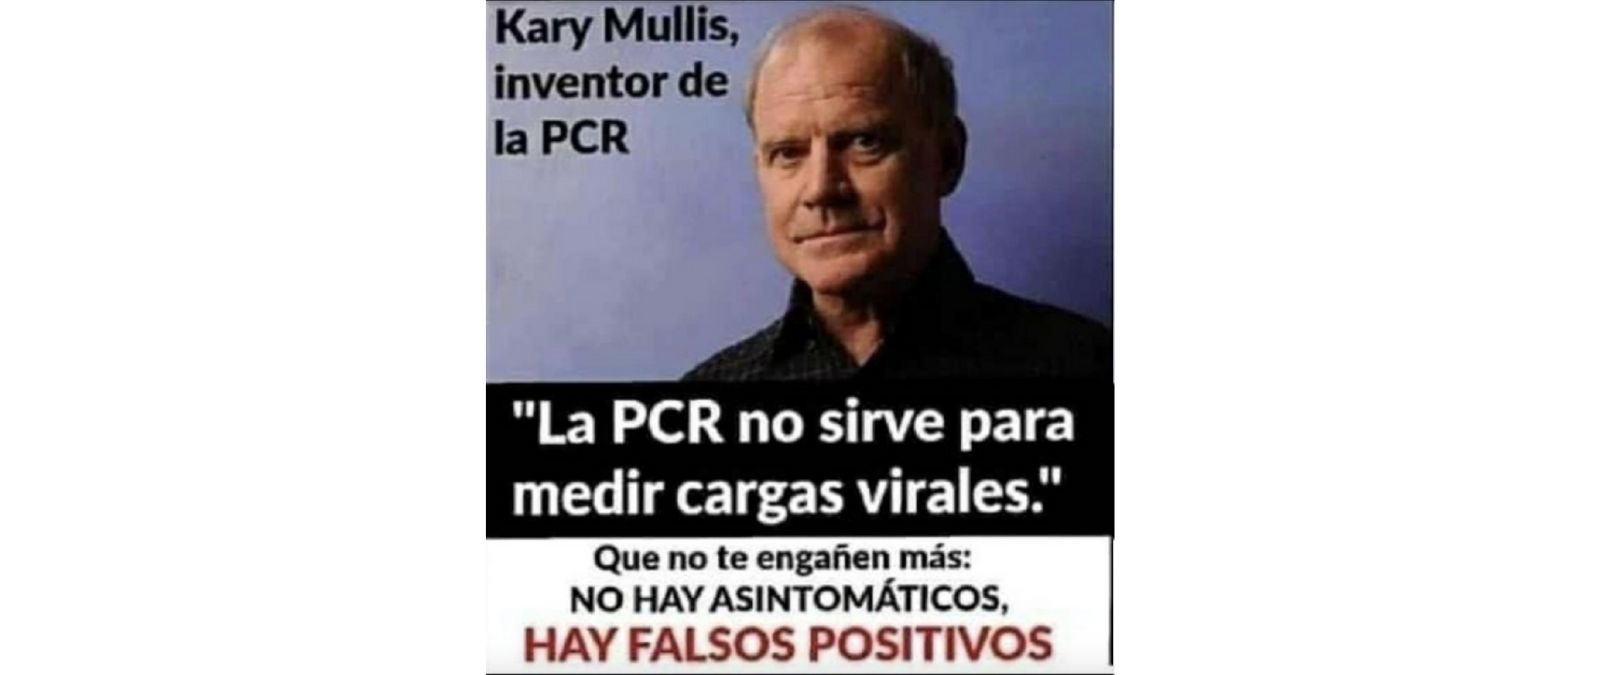 Kary Mullis,
inventor de
la PCR
"La PCR no sirve para
medir cargas virales."
Que no te engañen más:
NO HAY ASINTOMÁTICOS,
HAY FALSOS POSITIVOS